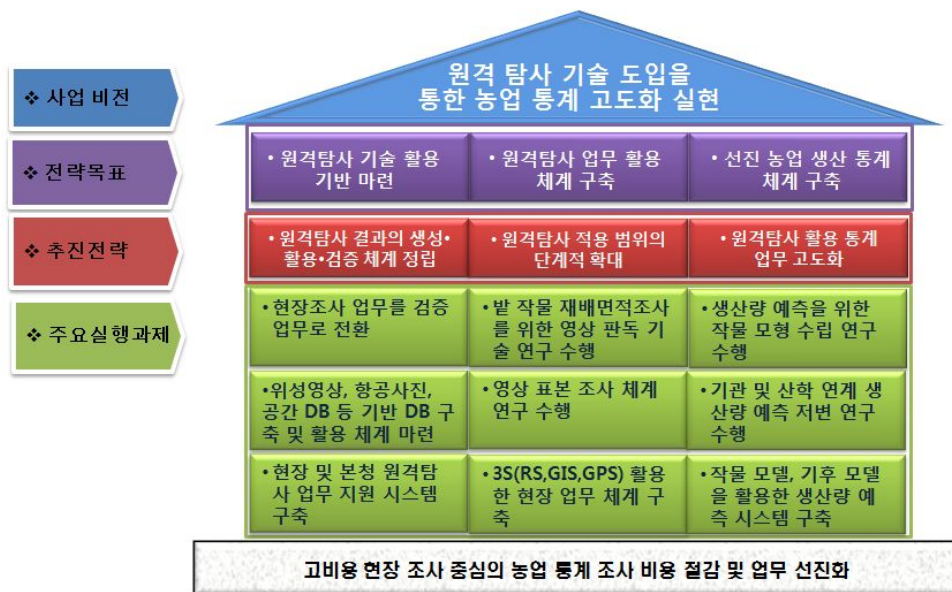 원격 탐사 기술 도입을
통한 농업 통계 고도화 실현
❖ 사업 비전
❖ 전략목표
• 원격탐사 기술 활용
기반 마련
• 원격탐사 업무 활용
체계 구축
• 선진 농업 생산 통계
체계 구축
❖ 추진전략
• 원격탐사 결과의 생성•
활용•검증 체계 정립
• 원격탐사 적용 범위의
단계적 확대
• 원격탐사 활용 통계
업무 고도화
❖ 주요실행과제
•현장조사 업무를 검증
업무로 전환
•밭 작물 재배면적조사
를 위한 영상 판독 기
술 연구 수행
•생산량 예측을 위한
작물 모형 수립 연구
수행
•위성영상, 항공사진,
공간 DB 등 기반 DB 구
축 및 활용 체계 마련
•영상 표본 조사 체계
연구 수행
•기관 및 산학 연계 생
산량 예측 저변 연구
수행
•현장 및 본청 원격탐
사 업무 지원 시스템
구축
•3S(RS,GIS,GPS) 활용
한 현장 업무 체계 구
축
•작물 모델, 기후 모델
을 활용한 생산량 예
측 시스템 구축
고비용 현장 조사 중심의 농업 통계 조사 비용 절감 및 업무 선진화